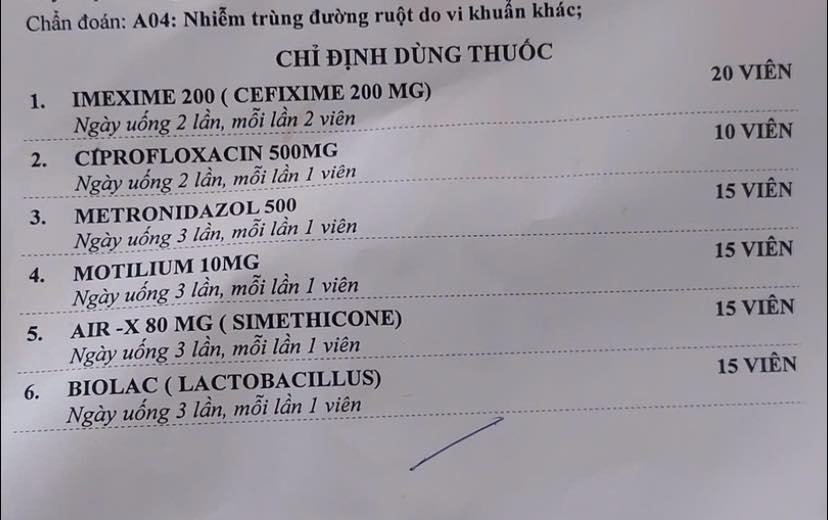 Chẩn đoán: A04: Nhiễm trùng đường ruột do vi khuẩn khác;
CHỈ ĐỊNH DÙNG THUỐC
1. IMEXIME 200 ( CEFIXIME 200 MG) 20 VIÊN
Ngày uống 2 lần, mỗi lần 2 viên
2. CIPROFLOXACIN 500MG 10 VIÊN
Ngày uống 2 lần, mỗi lần 1 viên
3. METRONIDAZOL 500 15 VIÊN
Ngày uống 3 lần, mỗi lần 1 viên
4. MOTILIUM 10MG 15 VIÊN
Ngày uống 3 lần, mỗi lần 1 viên
5. AIR -X 80 MG ( SIMETHICONE) 15 VIÊN
Ngày uống 3 lần, mỗi lần 1 viên
6. BIOLAC ( LACTOBACILLUS) 15 VIÊN
Ngày uống 3 lần, mỗi lần 1 viên